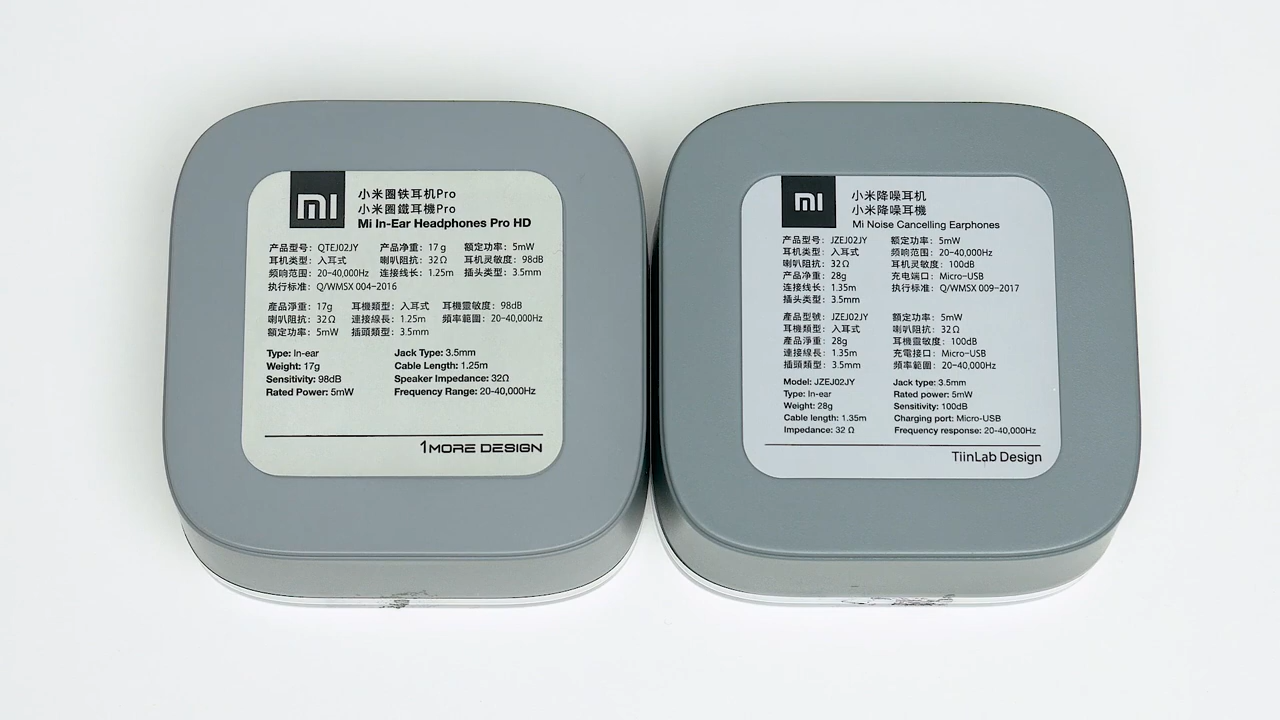 mi
小米圈铁耳机Pro
小米圈鐵耳機Pro
Mi In-Ear Headphones Pro HD
产品型号: QTEJ02JY 产品净重: 17g 额定功率: 5mW
耳机类型: 入耳式 喇叭阻抗: 32Ω 耳机灵敏度: 98dB
频响范围: 20-40,000Hz 连接线长: 1.25m 插头类型: 3.5mm
执行标准: Q/WMSX 004-2016
產品淨重: 17g 耳機類型: 入耳式 耳機靈敏度: 98dB
喇叭阻抗: 32Ω 連接線長: 1.25m 頻率範圍: 20-40,000Hz
額定功率: 5mW 插頭類型: 3.5mm
Type: In-ear Jack Type: 3.5mm
Weight: 17g Cable Length: 1.25m
Sensitivity: 98dB Speaker Impedance: 32Ω
Rated Power: 5mW Frequency Range: 20-40,000Hz
1MORE DESIGN
mi
小米降噪耳机
小米降噪耳機
Mi Noise Cancelling Earphones
产品型号: JZEJ02JY 额定功率: 5mW
耳机类型: 入耳式 频响范围: 20-40,000Hz
喇叭阻抗: 32Ω 耳机灵敏度: 100dB
产品净重: 28g 充电端口: Micro-USB
连接线长: 1.35m 执行标准: Q/WMSX 009-2017
插头类型: 3.5mm
產品型號: JZEJ02JY 額定功率: 5mW
耳機類型: 入耳式 喇叭阻抗: 32Ω
產品淨重: 28g 耳機靈敏度: 100dB
連接線長: 1.35m 充電接口: Micro-USB
插頭類型: 3.5mm 頻率範圍: 20-40,000Hz
Model: JZEJ02JY Jack type: 3.5mm
Type: In-ear Rated power: 5mW
Weight: 28g Sensitivity: 100dB
Cable length: 1.35m Charging port: Micro-USB
Impedance: 32 Ω Frequency response: 20-40,000Hz
TiinLab Design